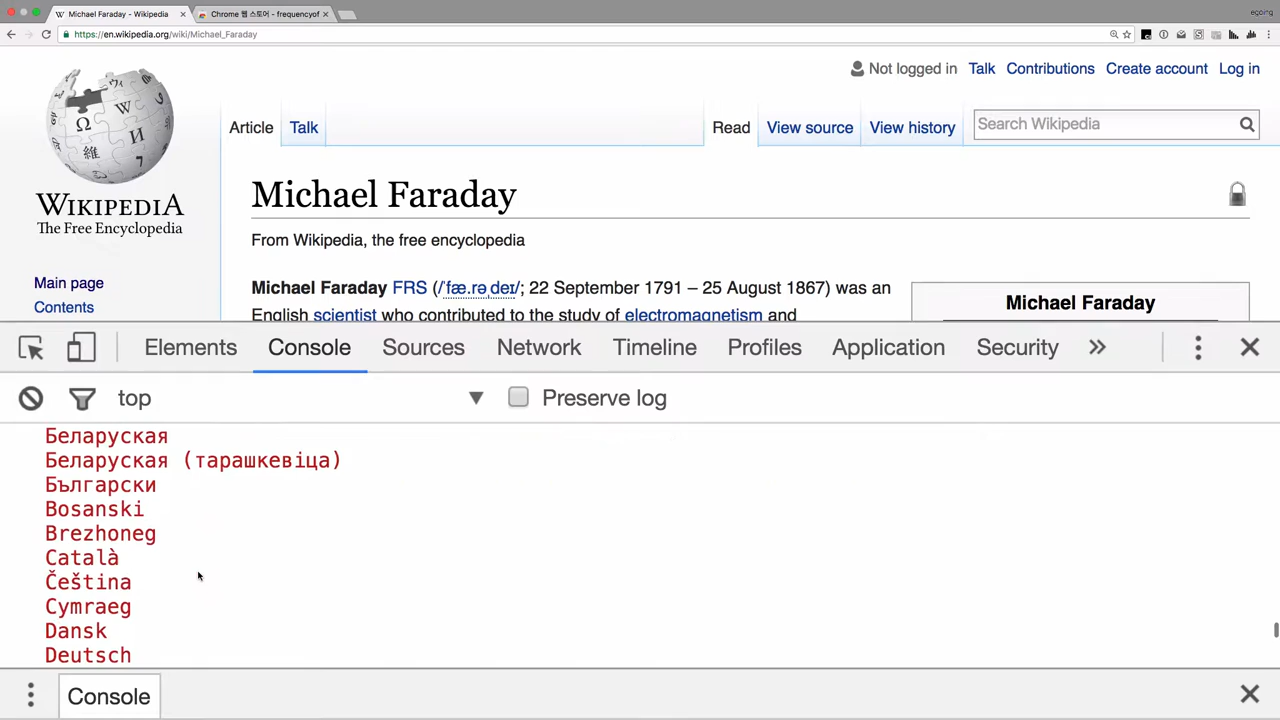 Michael Faraday - Wikipedia
Chrome 웹 스토어 - frequencyof
egoing
https://en.wikipedia.org/wiki/Michael_Faraday
Not logged in Talk Contributions Create account Log in
Article Talk Read View source View history Search Wikipedia
WIKIPEDIA
The Free Encyclopedia
Main page
Contents
Michael Faraday
From Wikipedia, the free encyclopedia
Michael Faraday FRS (/ˈfæ.rəˌdeɪ/; 22 September 1791 – 25 August 1867) was an
English scientist who contributed to the study of electromagnetism and
Michael Faraday
Elements Console Sources Network Timeline Profiles Application Security »
top Preserve log
Беларуская
Беларуская (тарашкевіца)
Български
Bosanski
Brezhoneg
Català
Čeština
Cymraeg
Dansk
Deutsch
Console